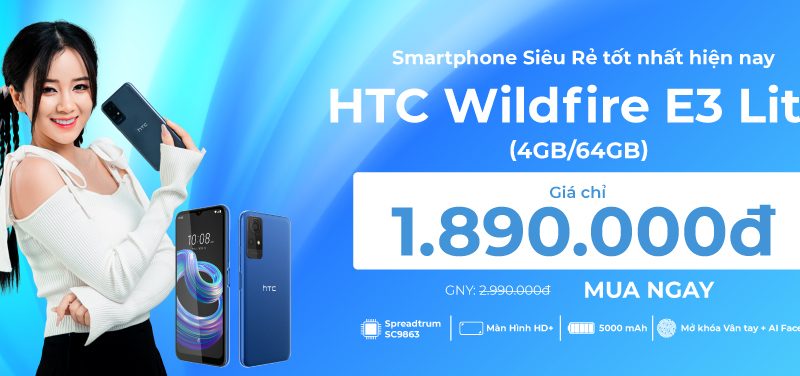 Smartphone Siêu Rẻ tốt nhất hiện nay
HTC Wildfire E3 Lit
(4GB/64GB)
Giá chỉ
1.890.000đ
GNY: 2.990.000đ
MUA NGAY
Spreadtrum
SC9863
Màn Hình HD+
5000 mAh
Mở khóa Vân tay + AI Face
htc
10:08
htc